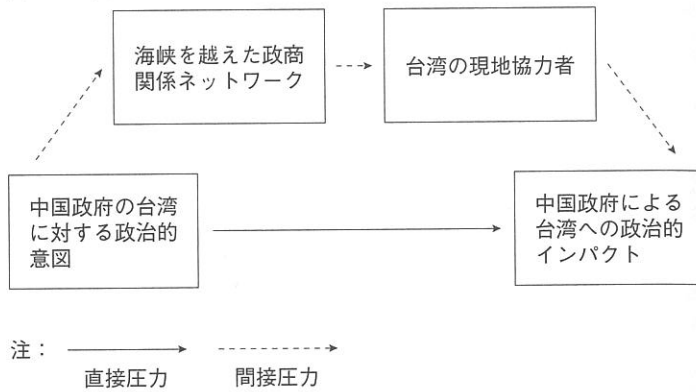 海峡を越えた政商
関係ネットワーク
台湾の現地協力者
中国政府の台湾
に対する政治的
意図
中国政府による
台湾への政治的
インパクト
注：
直接圧力
間接圧力